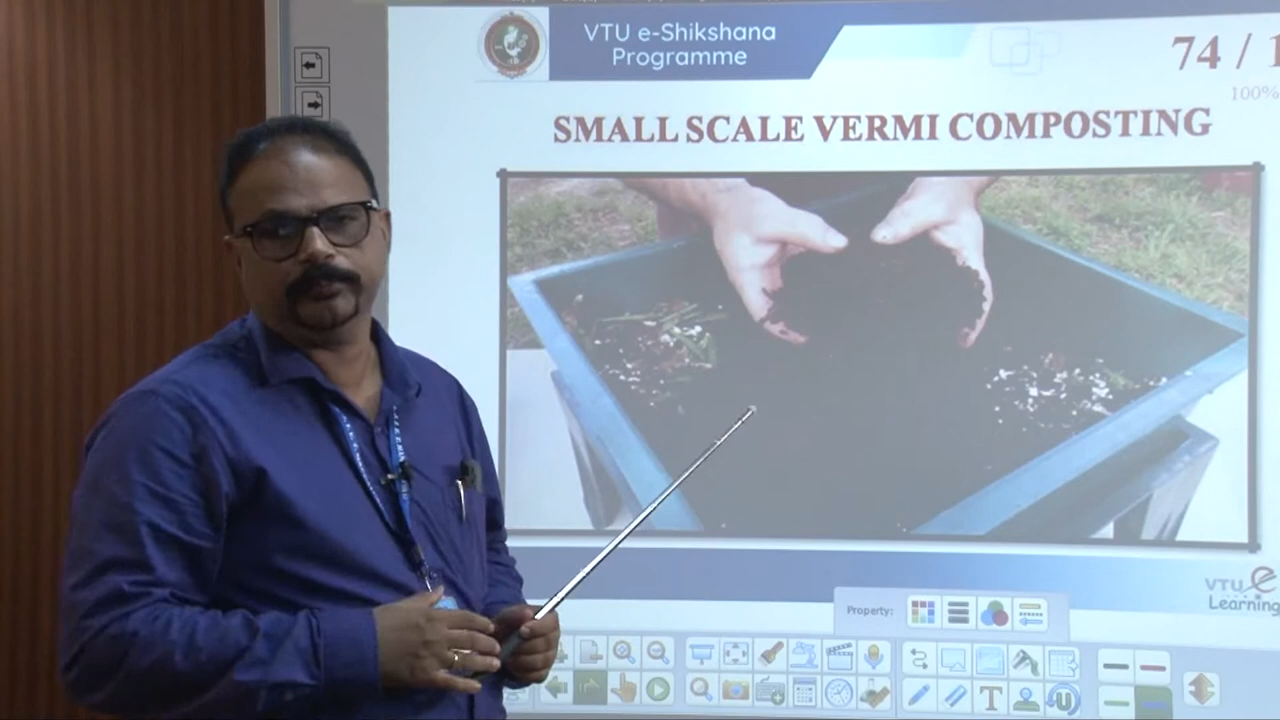 VTU e-Shikshana
Programme
74 / 1
100%
SMALL SCALE VERMI COMPOSTING
VTU e
Learning
Property:
T